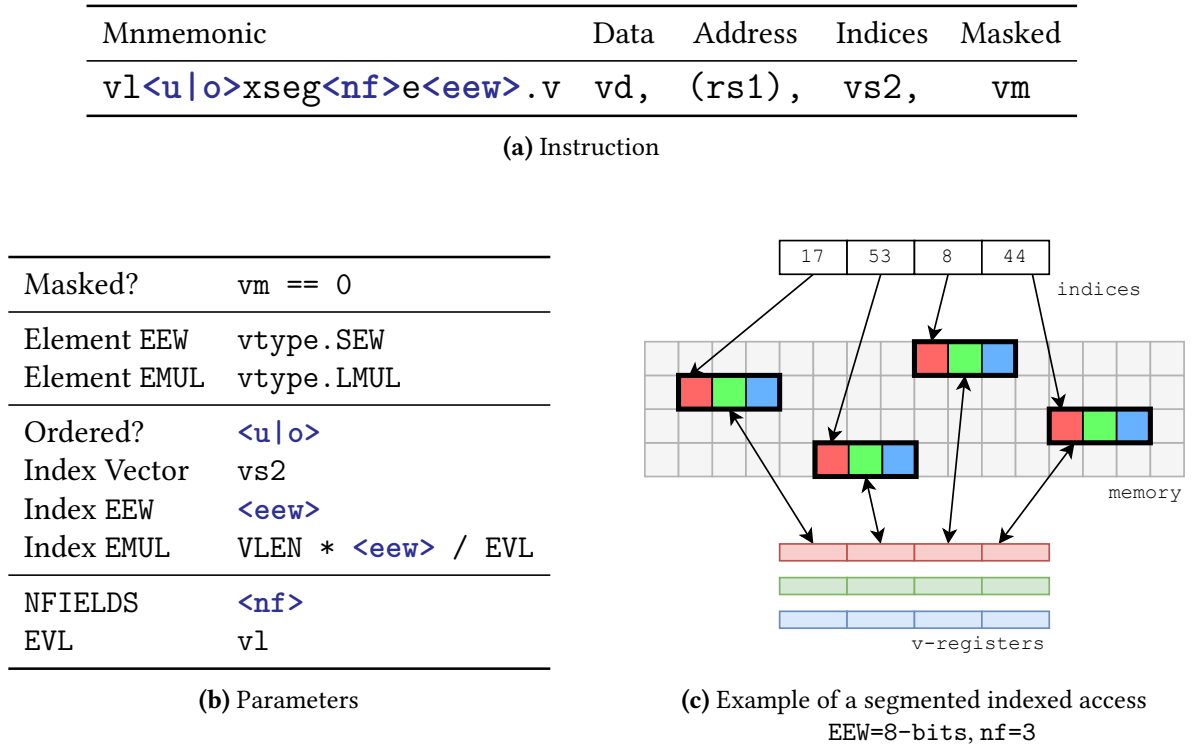 Mnmemonic Data Address Indices Masked
vl<u|o>xseg<nf>e<eew>.v vd, (rs1), vs2, vm
(a) Instruction
Masked? vm == 0
Element EEW vtype.SEW
Element EMUL vtype.LMUL
Ordered? <u|o>
Index Vector vs2
Index EEW <eew>
Index EMUL VLEN * <eew> / EVL
NFIELDS <nf>
EVL vl
(b) Parameters
17 53 8 44
indices
memory
v-registers
(c) Example of a segmented indexed access
EEW=8-bits, nf=3